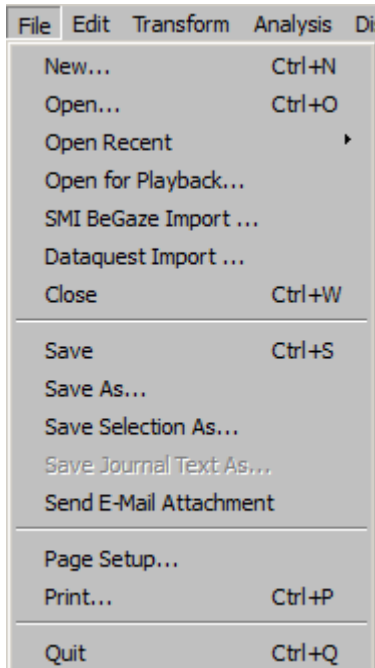 File Edit Transform Analysis Di
New... Ctrl+N
Open... Ctrl+O
Open Recent
Open for Playback...
SMI BeGaze Import ...
Dataquest Import ...
Close Ctrl+W
Save Ctrl+S
Save As...
Save Selection As...
Save Journal Text As...
Send E-Mail Attachment
Page Setup...
Print... Ctrl+P
Quit Ctrl+Q